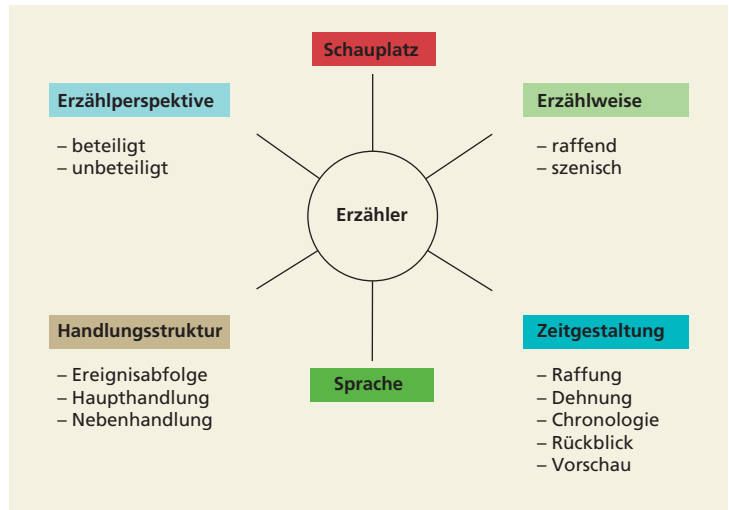 Schauplatz
Erzählperspektive
– beteiligt
– unbeteiligt
Erzählweise
– raffend
– szenisch
Erzähler
Handlungsstruktur
– Ereignisabfolge
– Haupthandlung
– Nebenhandlung
Sprache
Zeitgestaltung
– Raffung
– Dehnung
– Chronologie
– Rückblick
– Vorschau